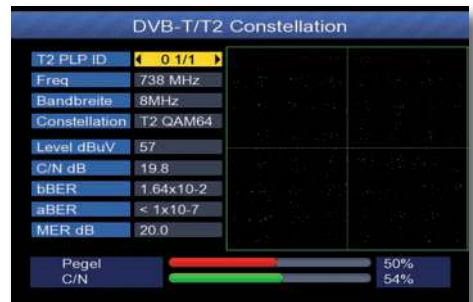 DVB-T/T2 Constellation
T2 PLP ID 0 1/1
Freq 738 MHz
Bandbreite 8MHz
Constellation T2 QAM64
Level dBuV 57
C/N dB 19.8
bBER 1.64x10-2
aBER < 1x10-7
MER dB 20.0
Pegel 50%
C/N 54%